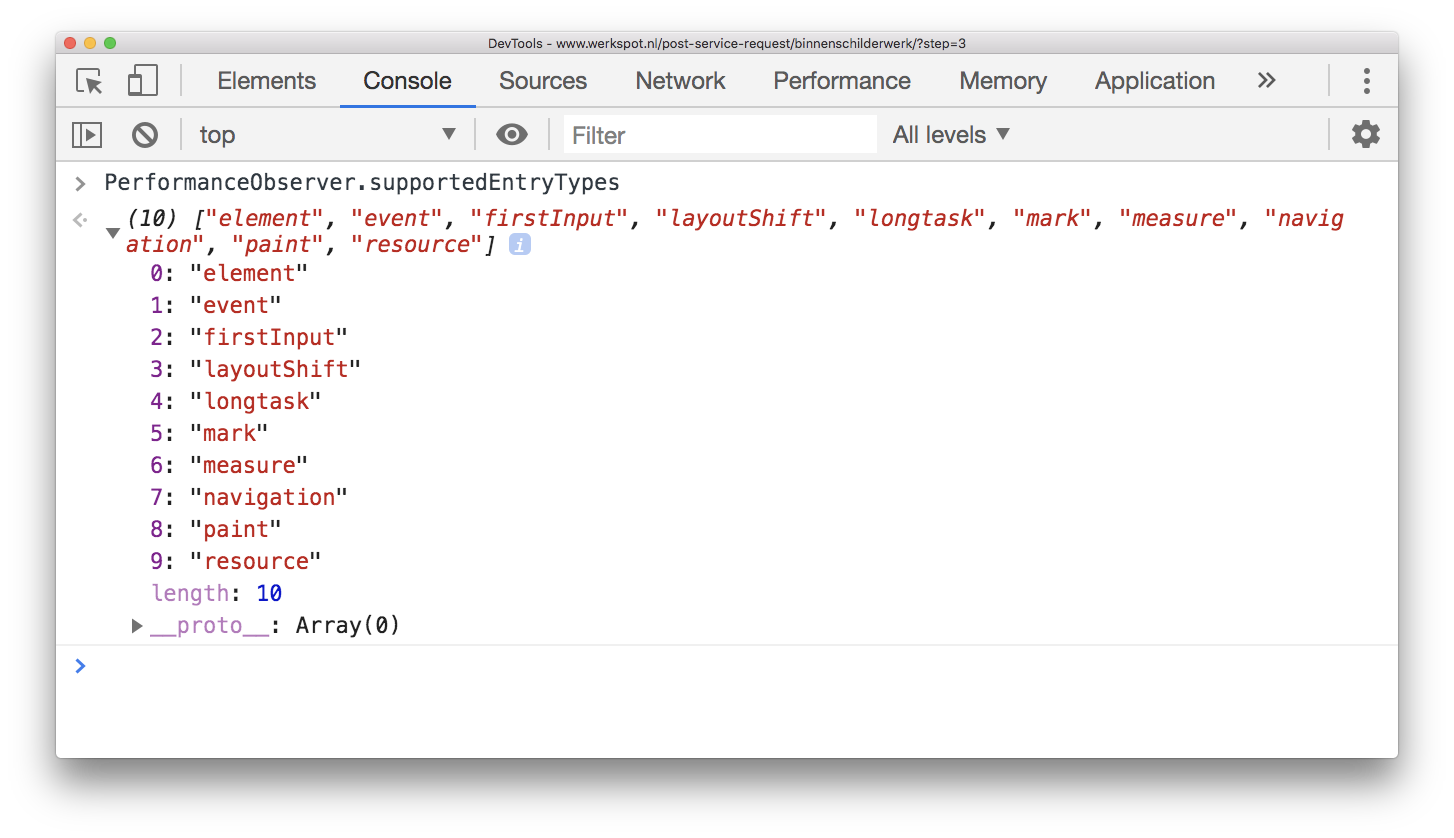 DevTools - www.werkspot.nl/post-service-request/binnenschilderwerk/?step=3
Elements Console Sources Network Performance Memory Application »
top Filter All levels
> PerformanceObserver.supportedEntryTypes
(10) ["element", "event", "firstInput", "layoutShift", "longtask", "mark", "measure", "navig
ation", "paint", "resource"] i
0: "element"
1: "event"
2: "firstInput"
3: "layoutShift"
4: "longtask"
5: "mark"
6: "measure"
7: "navigation"
8: "paint"
9: "resource"
length: 10
__proto__: Array(0)
>